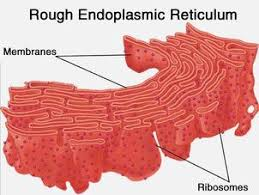 Rough Endoplasmic Reticulum
Membranes
Ribosomes